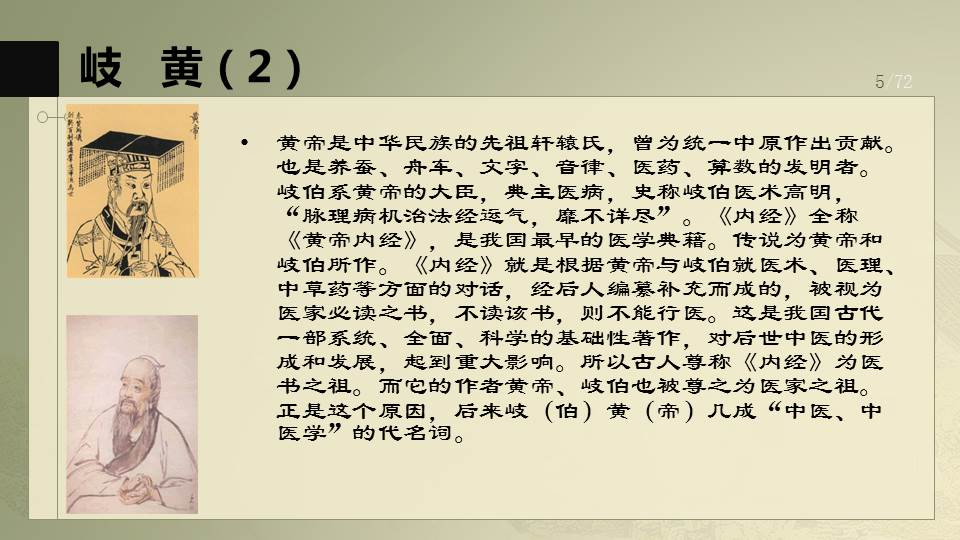 岐 黄(2)
5/72
黄帝
• 黄帝是中华民族的先祖轩辕氏，曾为统一中原作出贡献。
也是养蚕、舟车、文字、音律、医药、算数的发明者。
岐伯系黄帝的大臣，典主医病，史称岐伯医术高明，
“脉理病机治法经运气，靡不详尽”。《内经》全称
《黄帝内经》，是我国最早的医学典籍。传说为黄帝和
岐伯所作。《内经》就是根据黄帝与岐伯就医术、医理、
中草药等方面的对话，经后人编纂补充而成的，被视为
医家必读之书，不读该书，则不能行医。这是我国古代
一部系统、全面、科学的基础性著作，对后世中医的形
成和发展，起到重大影响。所以古人尊称《内经》为医
书之祖。而它的作者黄帝、岐伯也被尊之为医家之祖。
正是这个原因，后来岐（伯）黄（帝）几成“中医、中
医学”的代名词。